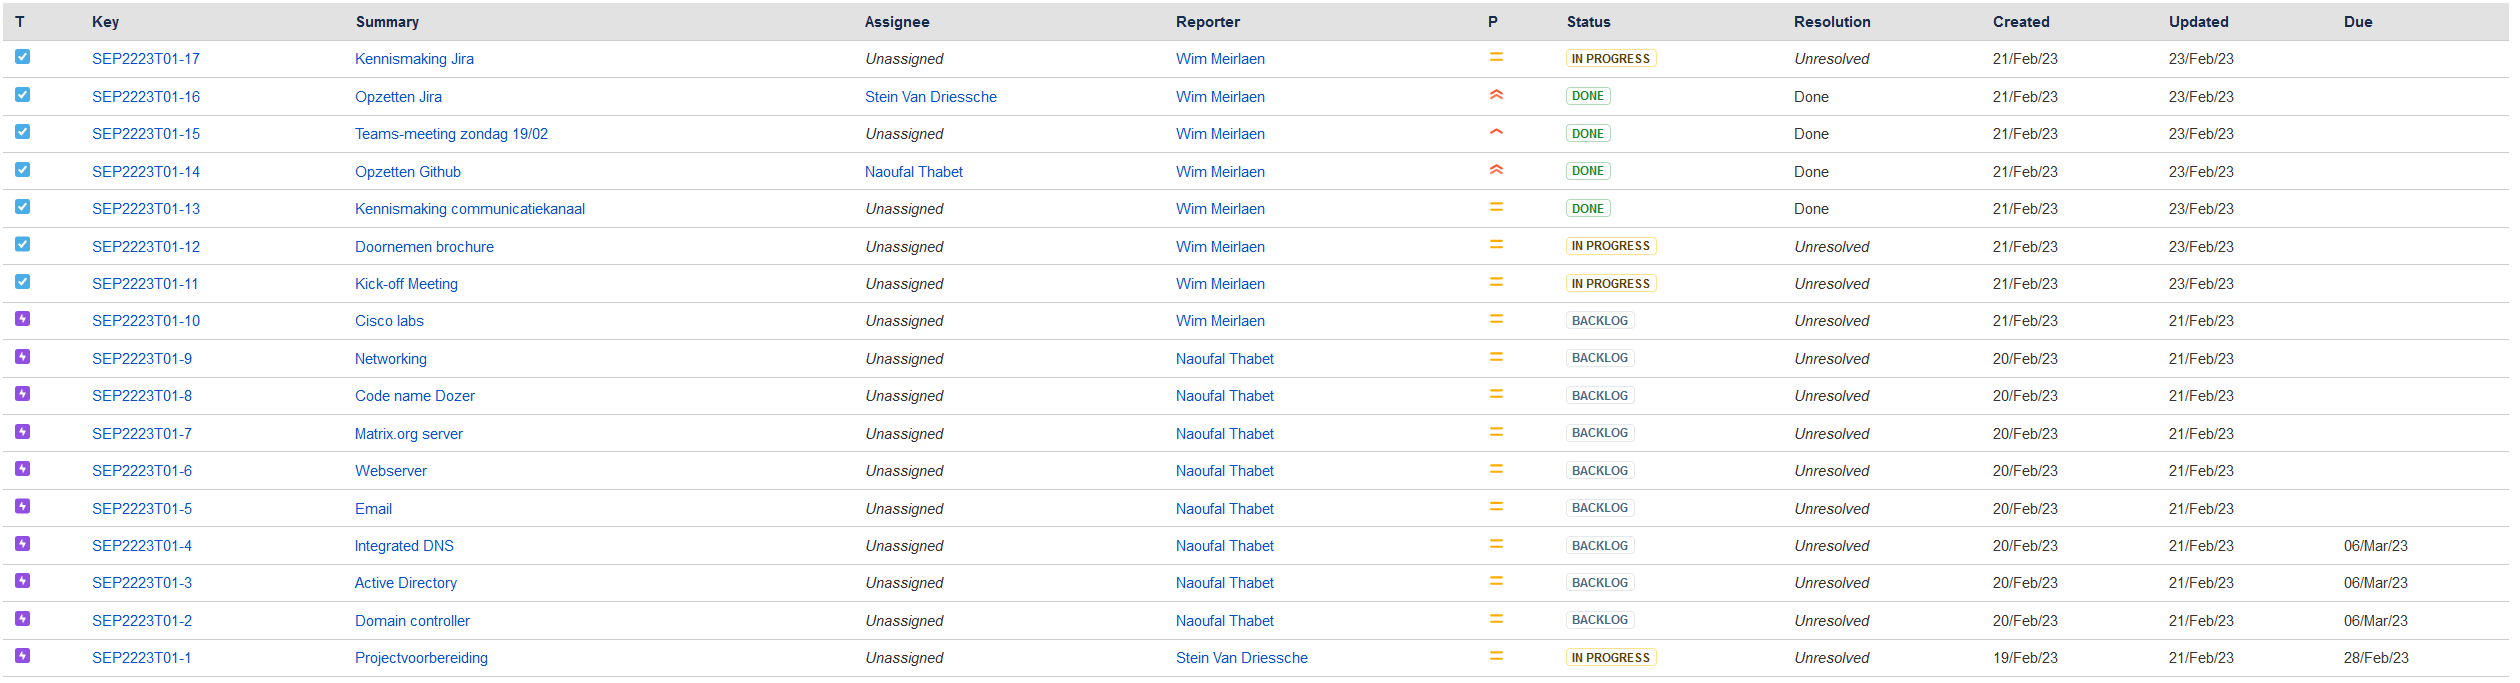 T Key Summary Assignee Reporter P Status Resolution Created Updated Due
SEP2223T01-17 Kennismaking Jira Unassigned Wim Meirlaen IN PROGRESS Unresolved 21/Feb/23 23/Feb/23
SEP2223T01-16 Opzetten Jira Stein Van Driessche Wim Meirlaen DONE Done 21/Feb/23 23/Feb/23
SEP2223T01-15 Teams-meeting zondag 19/02 Unassigned Wim Meirlaen DONE Done 21/Feb/23 23/Feb/23
SEP2223T01-14 Opzetten Github Naoufal Thabet Wim Meirlaen DONE Done 21/Feb/23 23/Feb/23
SEP2223T01-13 Kennismaking communicatiekanaal Unassigned Wim Meirlaen DONE Done 21/Feb/23 23/Feb/23
SEP2223T01-12 Doornemen brochure Unassigned Wim Meirlaen IN PROGRESS Unresolved 21/Feb/23 23/Feb/23
SEP2223T01-11 Kick-off Meeting Unassigned Wim Meirlaen IN PROGRESS Unresolved 21/Feb/23 23/Feb/23
SEP2223T01-10 Cisco labs Unassigned Wim Meirlaen BACKLOG Unresolved 21/Feb/23 21/Feb/23
SEP2223T01-9 Networking Unassigned Naoufal Thabet BACKLOG Unresolved 20/Feb/23 21/Feb/23
SEP2223T01-8 Code name Dozer Unassigned Naoufal Thabet BACKLOG Unresolved 20/Feb/23 21/Feb/23
SEP2223T01-7 Matrix.org server Unassigned Naoufal Thabet BACKLOG Unresolved 20/Feb/23 21/Feb/23
SEP2223T01-6 Webserver Unassigned Naoufal Thabet BACKLOG Unresolved 20/Feb/23 21/Feb/23
SEP2223T01-5 Email Unassigned Naoufal Thabet BACKLOG Unresolved 20/Feb/23 21/Feb/23
SEP2223T01-4 Integrated DNS Unassigned Naoufal Thabet BACKLOG Unresolved 20/Feb/23 21/Feb/23 06/Mar/23
SEP2223T01-3 Active Directory Unassigned Naoufal Thabet BACKLOG Unresolved 20/Feb/23 21/Feb/23 06/Mar/23
SEP2223T01-2 Domain controller Unassigned Naoufal Thabet BACKLOG Unresolved 20/Feb/23 21/Feb/23 06/Mar/23
SEP2223T01-1 Projectvoorbereiding Unassigned Stein Van Driessche IN PROGRESS Unresolved 19/Feb/23 21/Feb/23 28/Feb/23